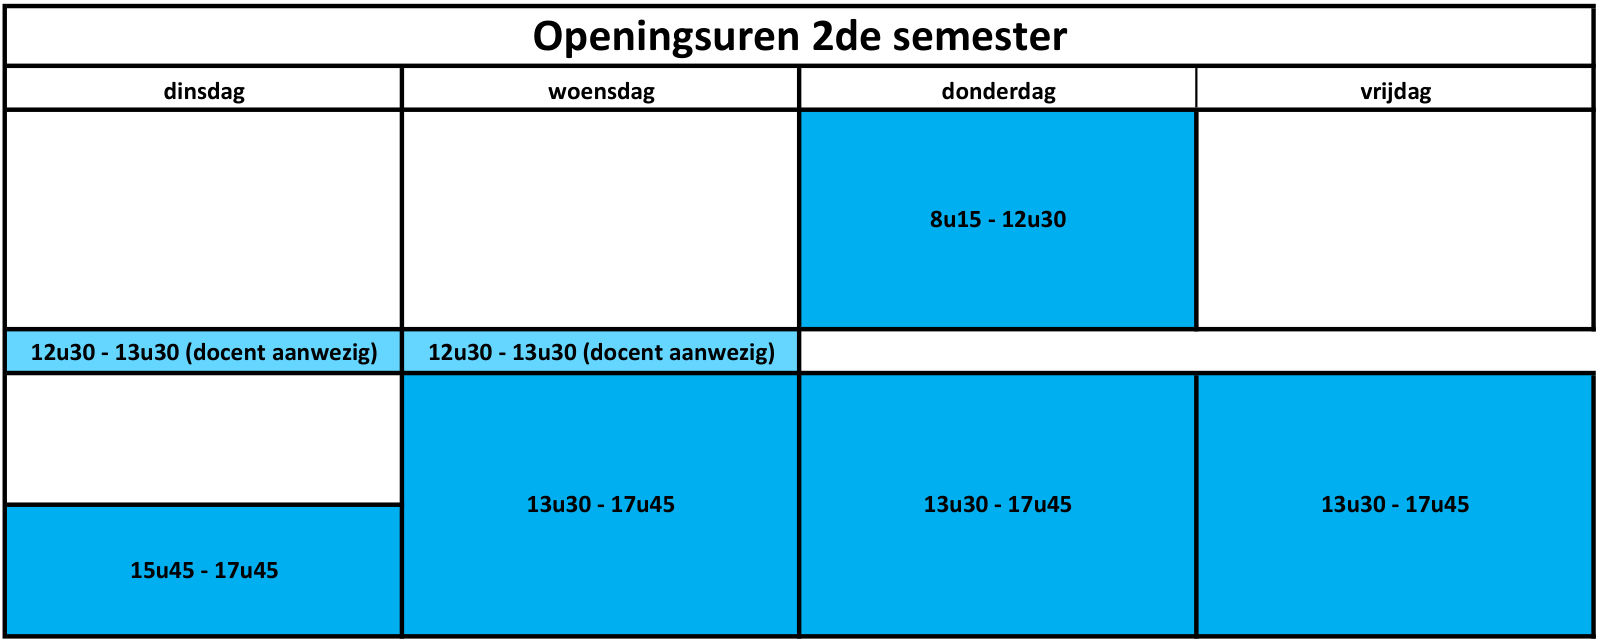 Openingsuren 2de semester
dinsdag
woensdag
donderdag
vrijdag
8u15 - 12u30
12u30 - 13u30 (docent aanwezig)
12u30 - 13u30 (docent aanwezig)
13u30 - 17u45
13u30 - 17u45
13u30 - 17u45
15u45 - 17u45